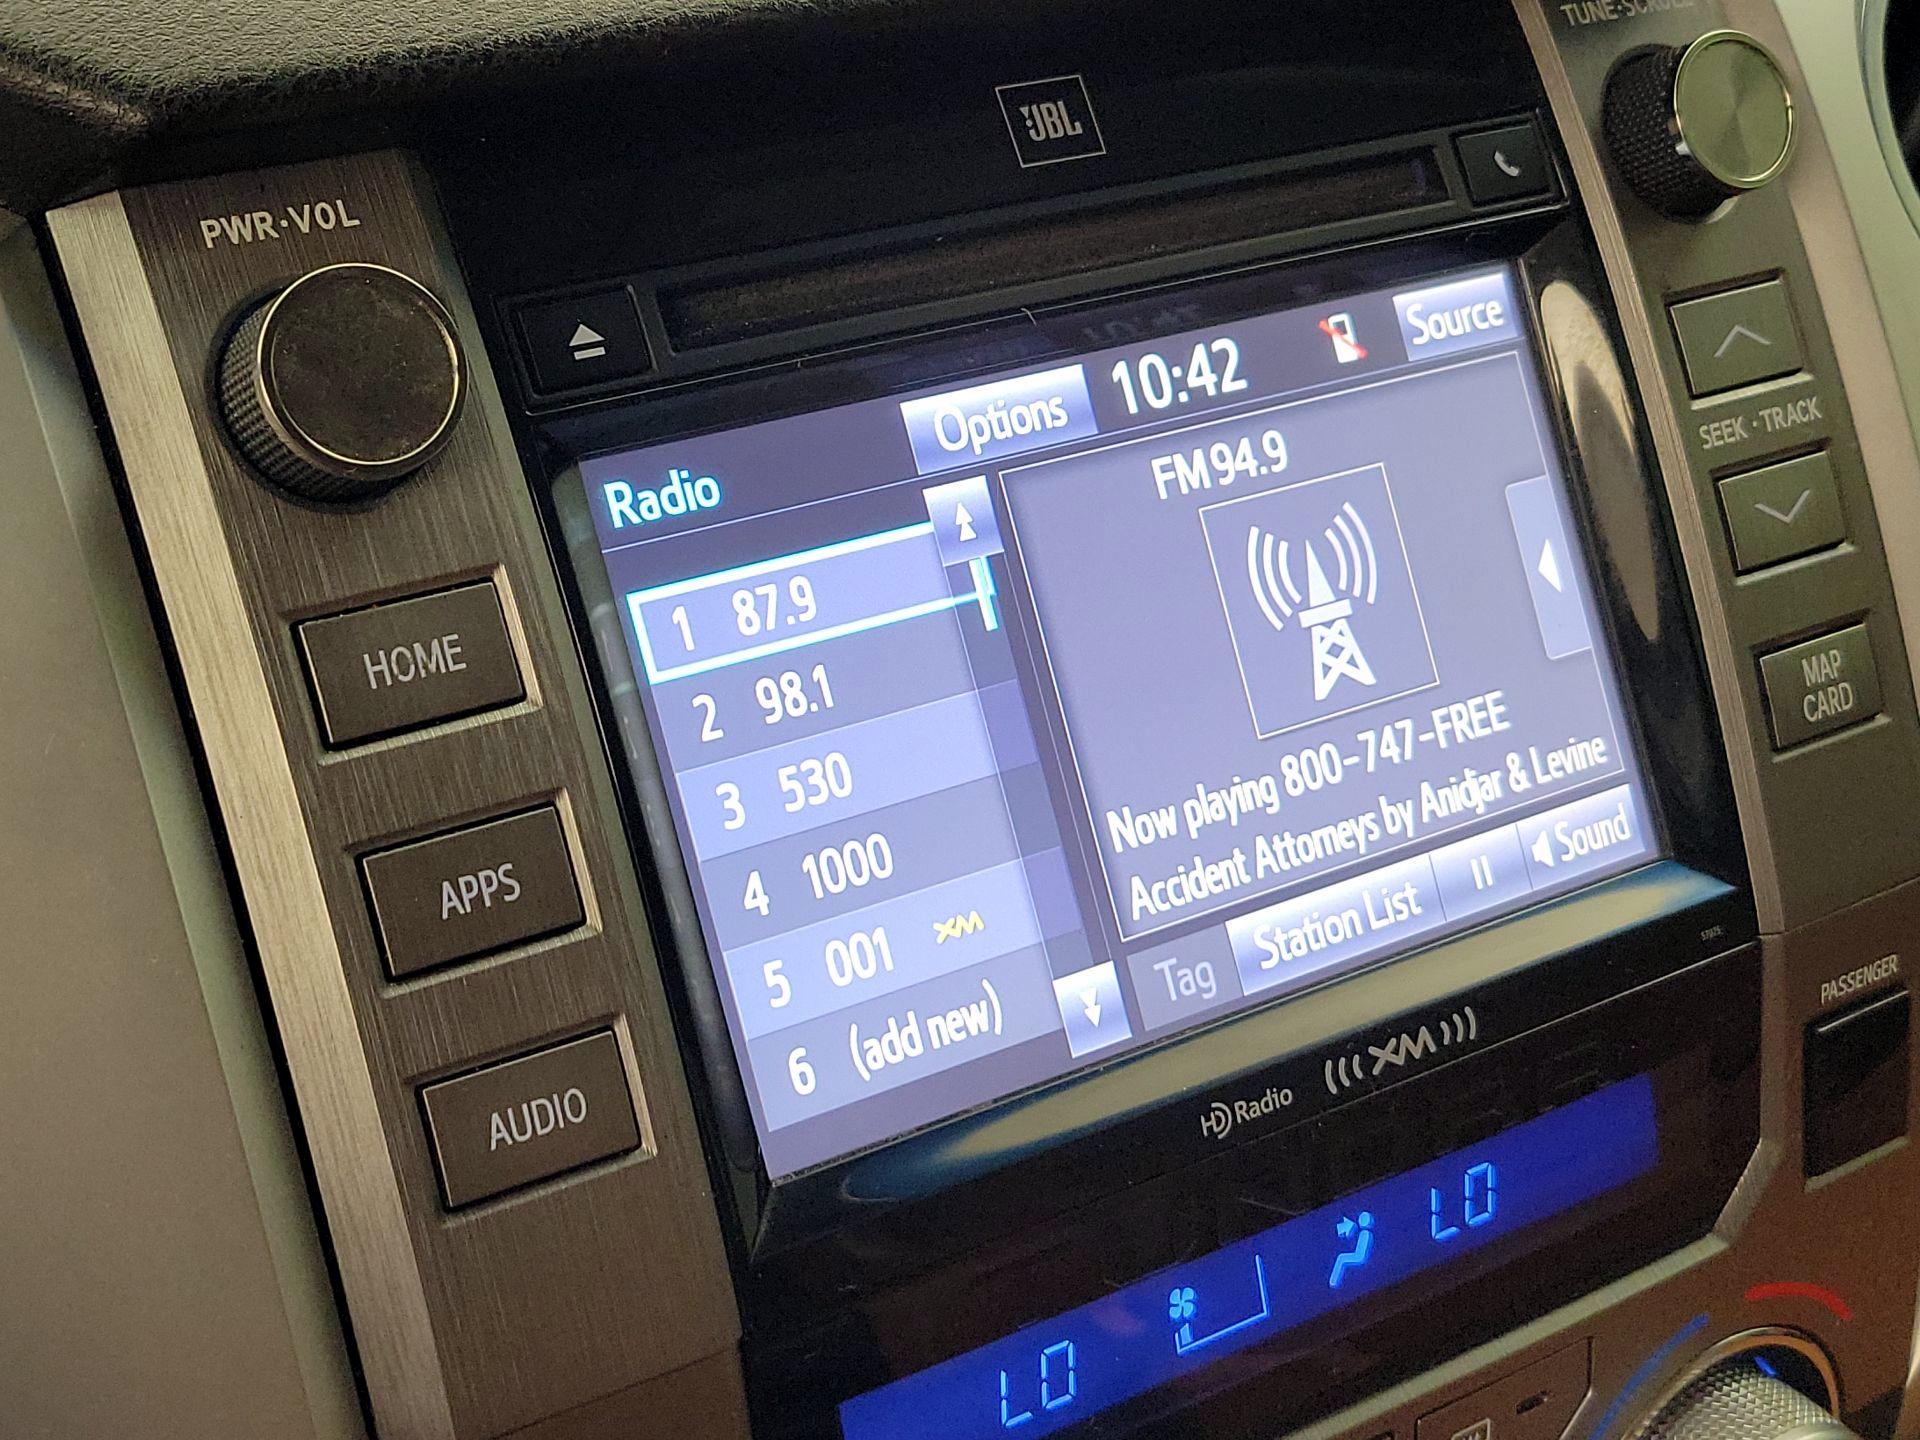 TUNE·SCROLL
JBL
PWR·VOL
Source
10:42
Options
Radio
FM 94.9
SEEK·TRACK
1 87.9
2 98.1
3 530
4 1000
5 001 XM
6 (add new)
HOME
APPS
AUDIO
MAP
CARD
Now playing 800-747-FREE
Accident Attorneys by Anidjar & Levine
Tag
Station List
Sound
PASSENGER
HD Radio
XM
LO
LO